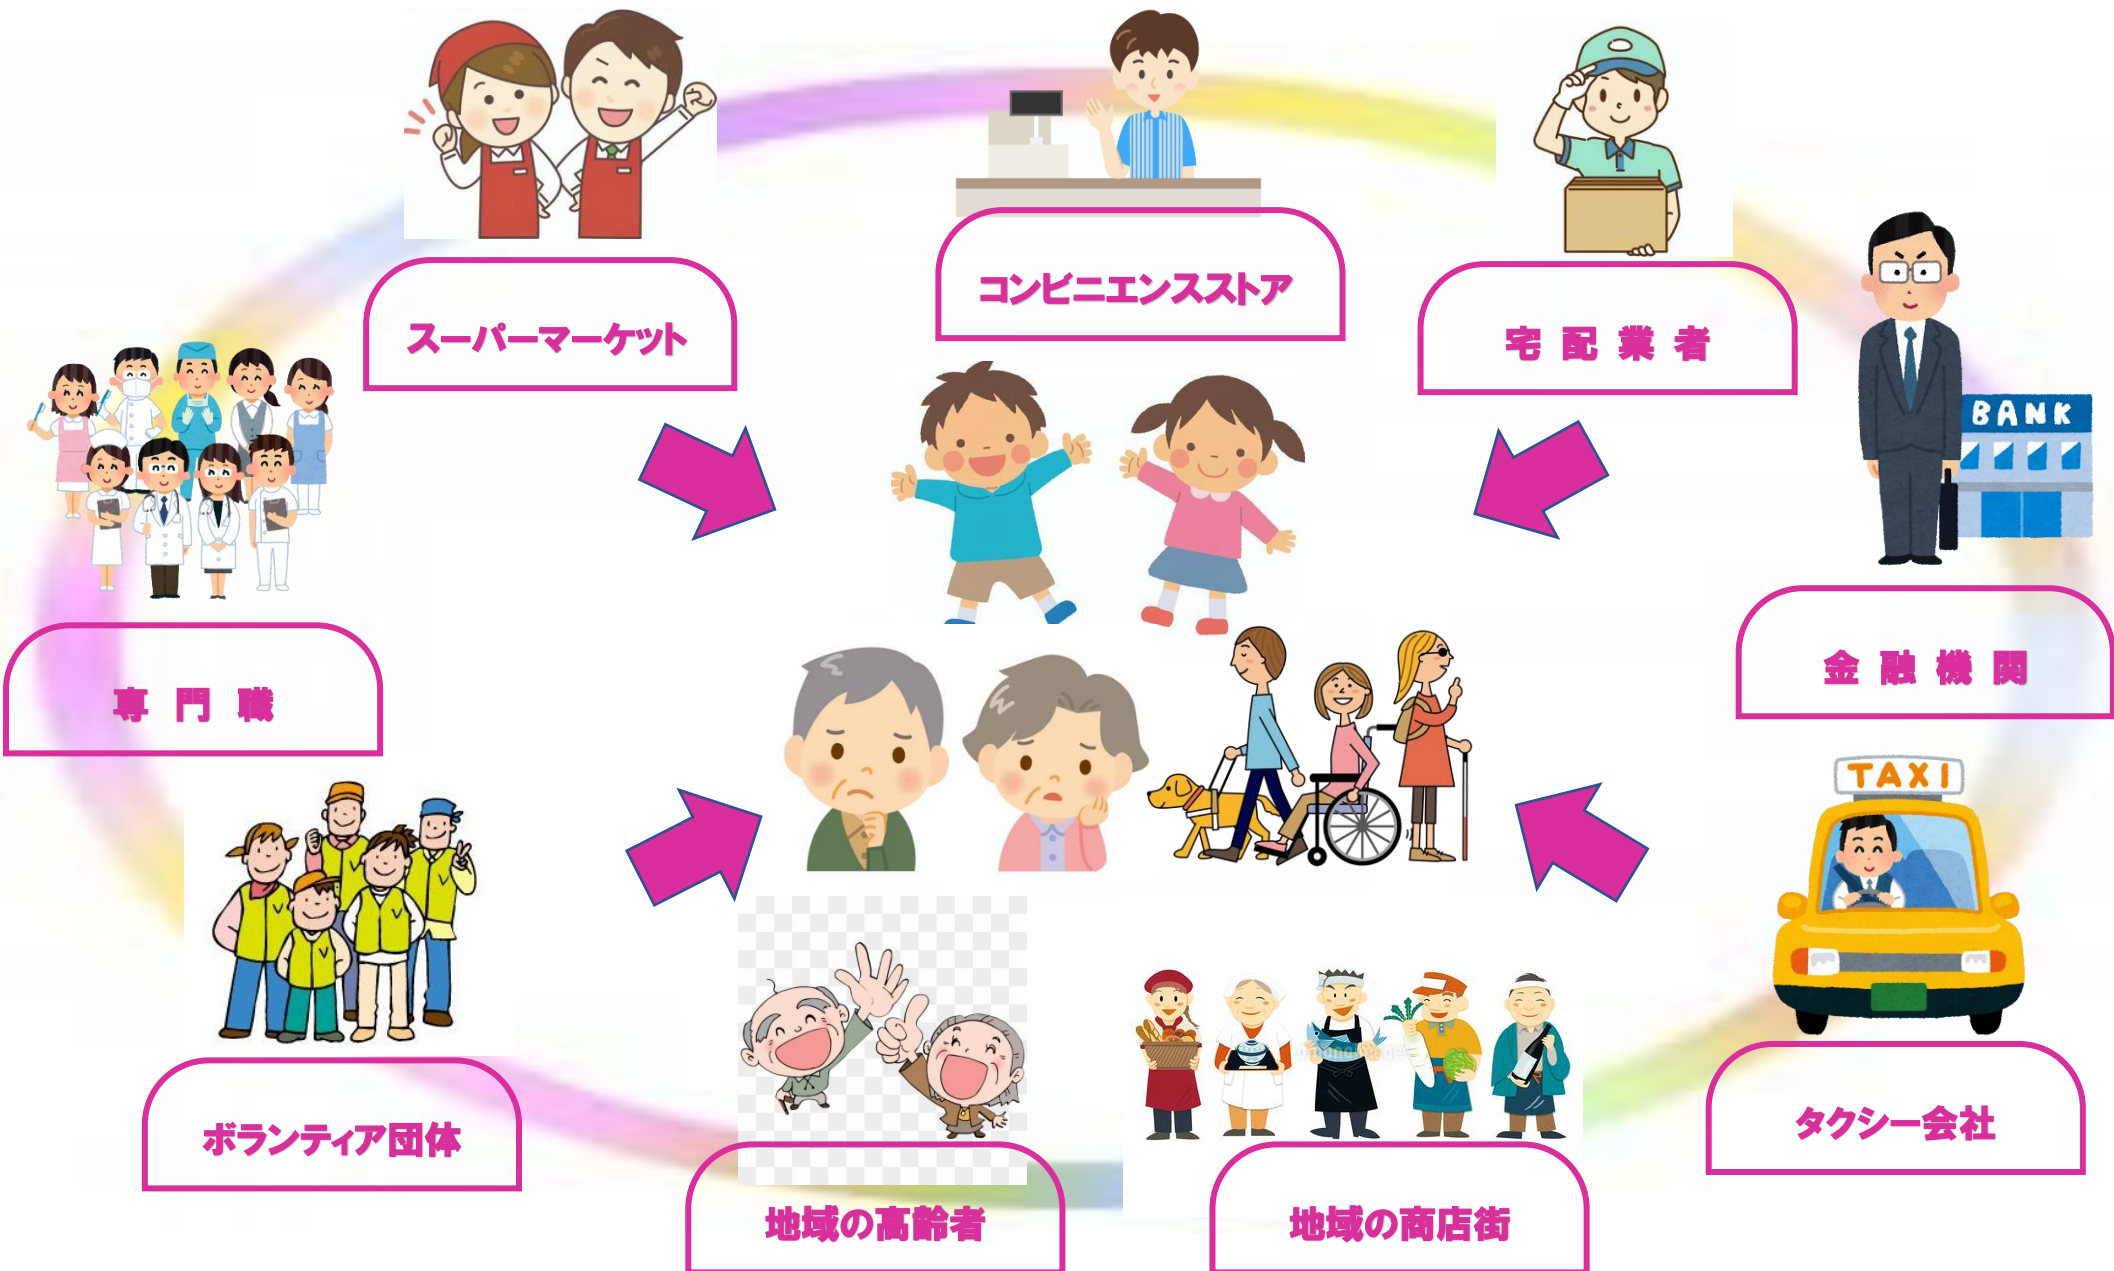 スーパーマーケット
コンビニエンスストア
宅配業者
BANK
専門職
金融機関
TAXI
ボランティア団体
タクシー会社
地域の高齢者
地域の商店街